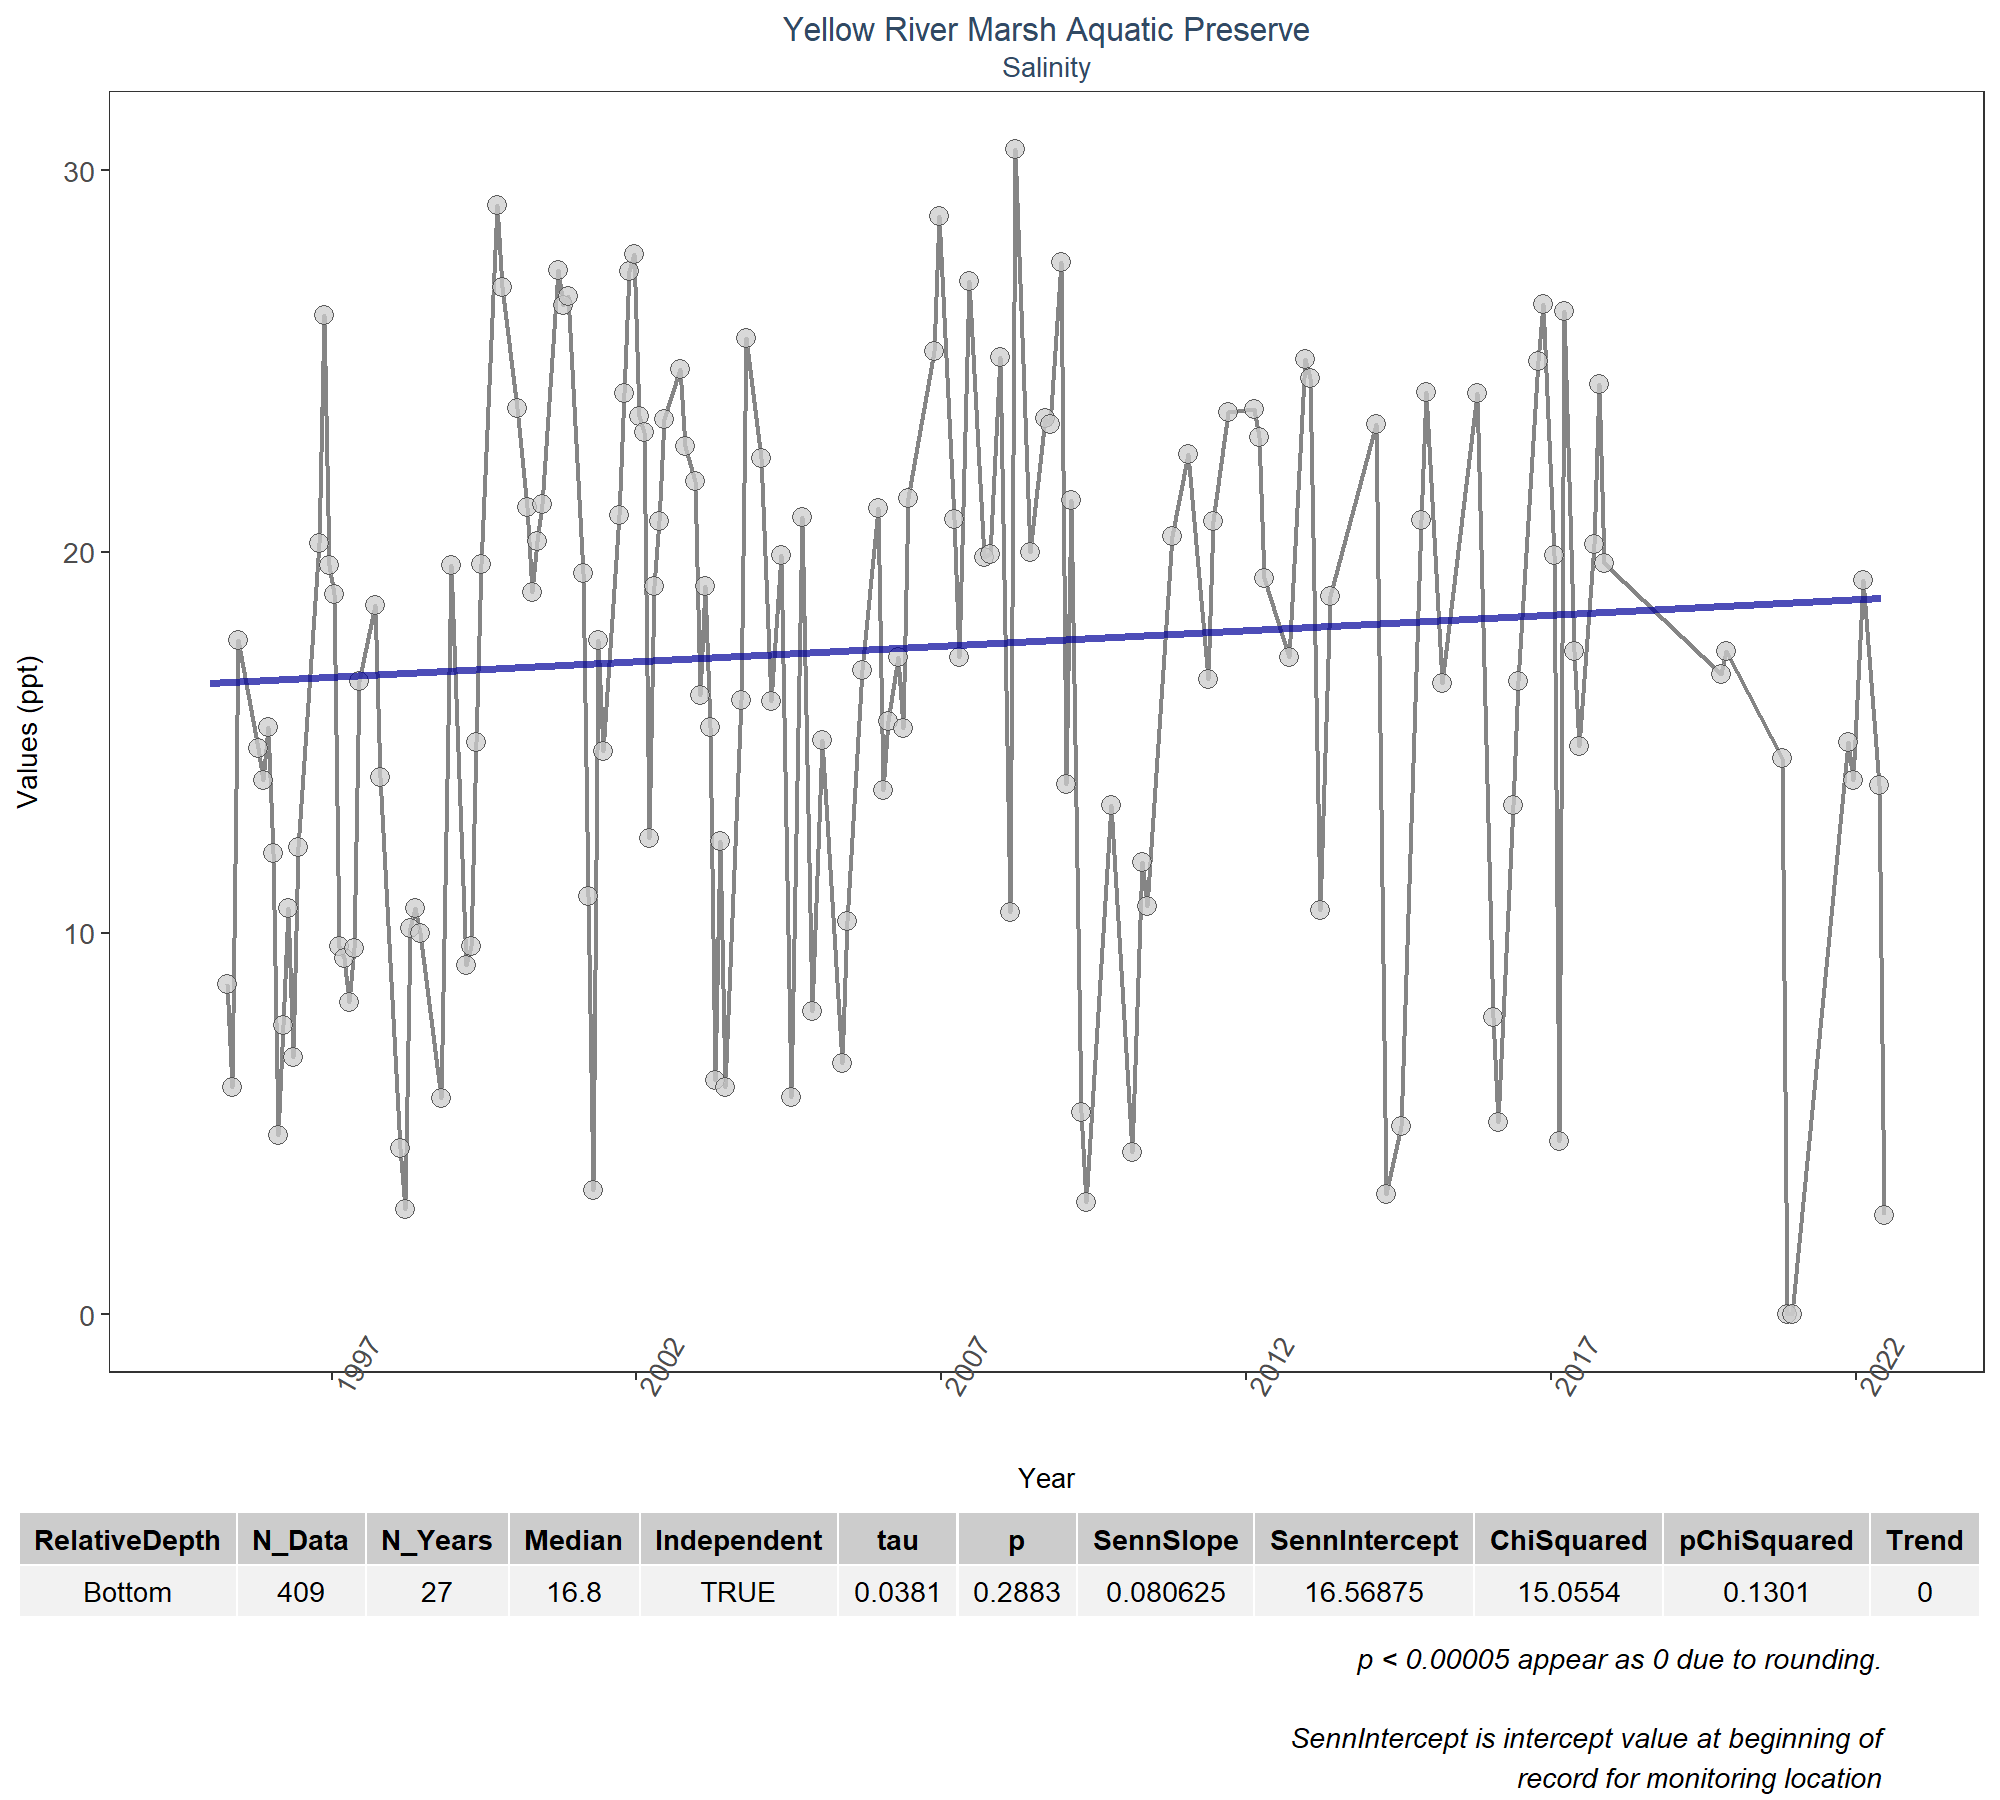 Yellow River Marsh Aquatic Preserve
Salinity
30
20
10
0
Values (ppt)
1997
2002
2007
2012
2017
2022
Year
RelativeDepth N_Data N_Years Median Independent tau p SennSlope SennIntercept ChiSquared pChiSquared Trend
Bottom 409 27 16.8 TRUE 0.0381 0.2883 0.080625 16.56875 15.0554 0.1301 0
p < 0.00005 appear as 0 due to rounding.
SennIntercept is intercept value at beginning of
record for monitoring location